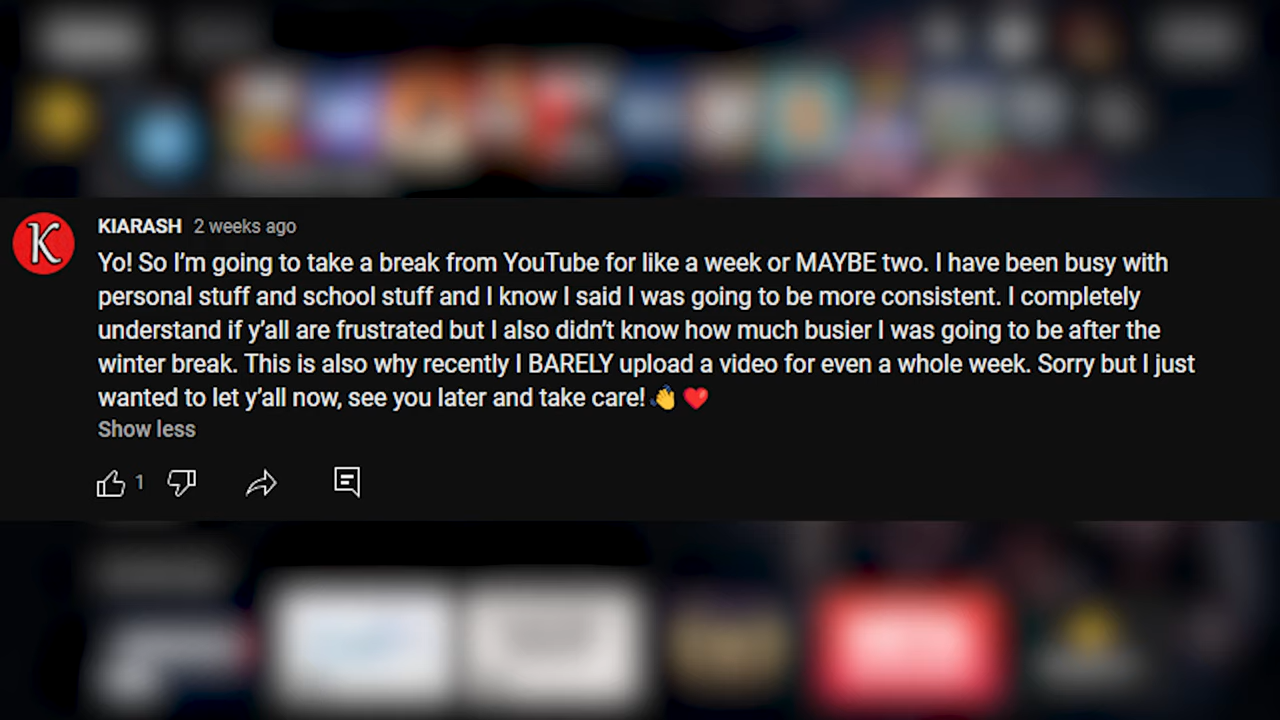 K
KIARASH 2 weeks ago
Yo! So I’m going to take a break from YouTube for like a week or MAYBE two. I have been busy with
personal stuff and school stuff and I know I said I was going to be more consistent. I completely
understand if y’all are frustrated but I also didn’t know how much busier I was going to be after the
winter break. This is also why recently I BARELY upload a video for even a whole week. Sorry but I just
wanted to let y’all now, see you later and take care! 👋 ❤️
Show less
1